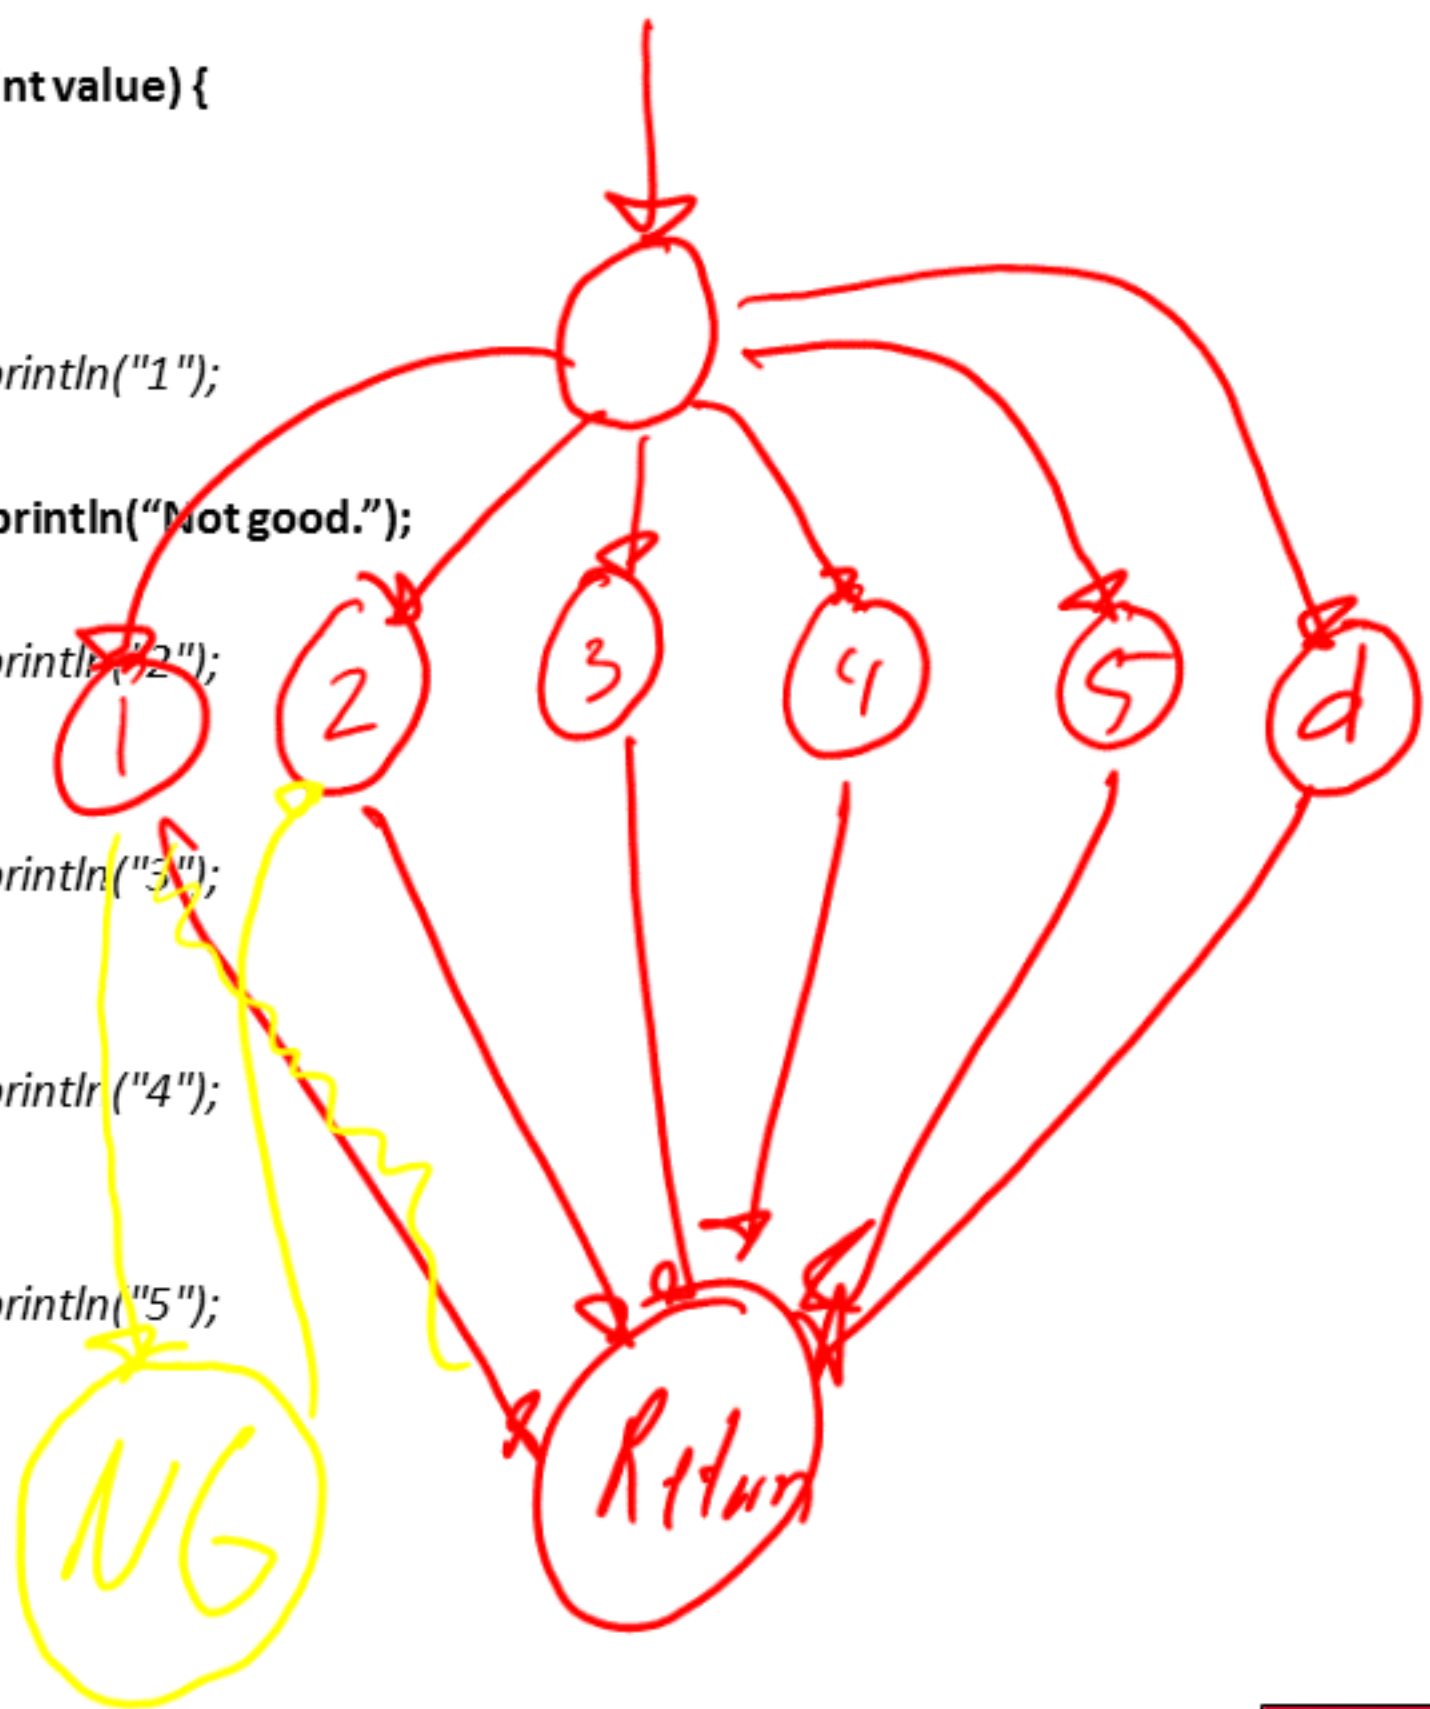 nt value) {
println("1");
println(“Not good.”);
println("2");
1 2 3 4 5 d
println("3");
println("4");
println("5");
Return
NG